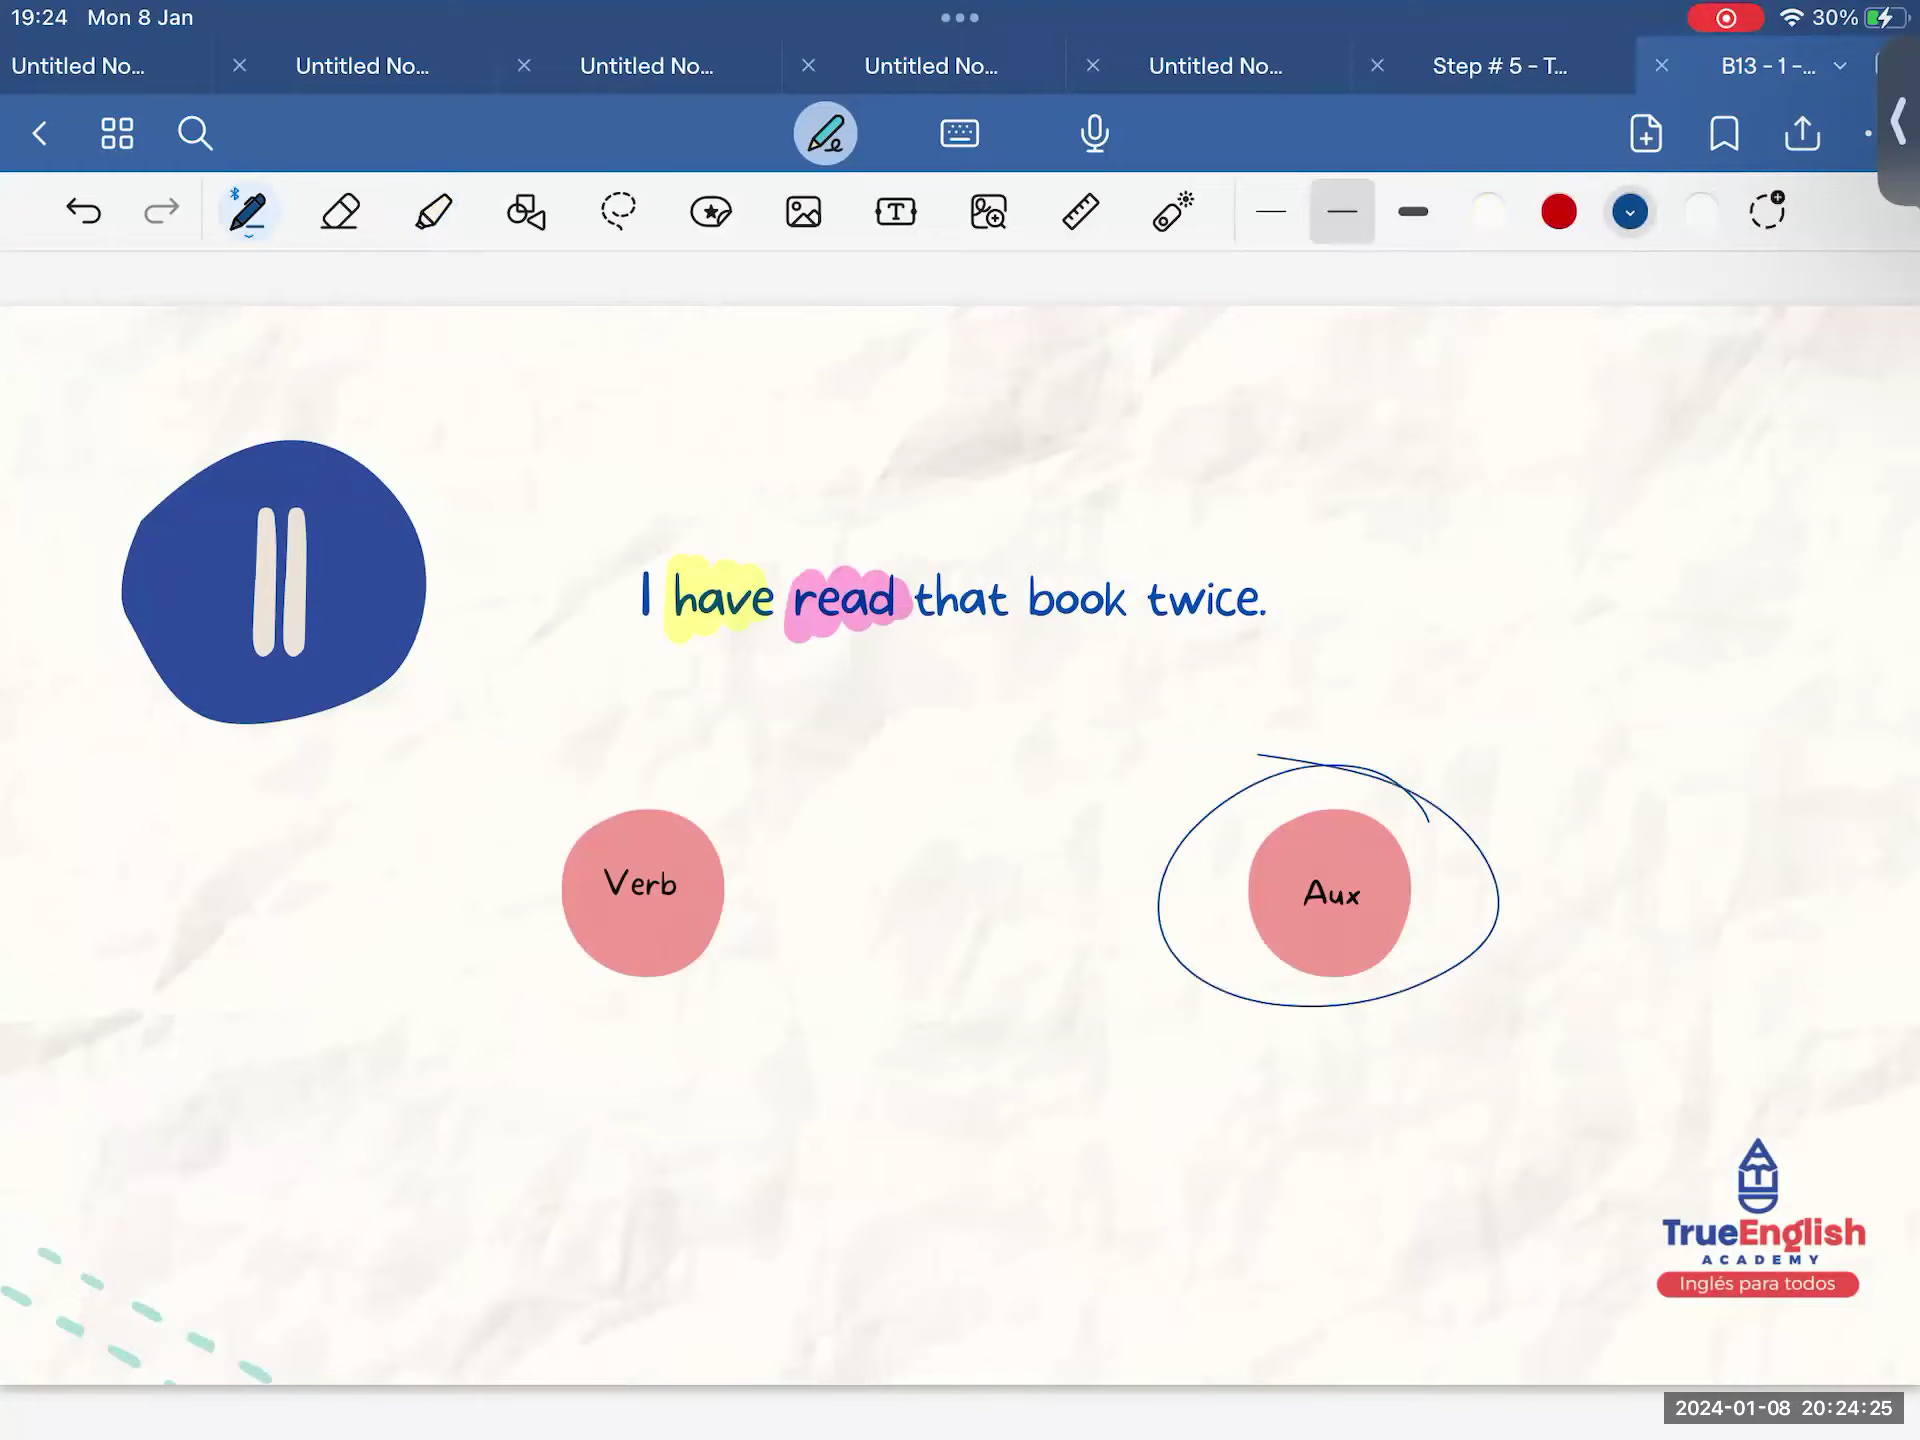 19:24 Mon 8 Jan
30%
Untitled No...
Untitled No...
Untitled No...
Untitled No...
Untitled No...
Step # 5 - T...
B13 - 1 -...
11
I have read that book twice.
Verb
Aux
TrueEnglish
ACADEMY
Inglés para todos
2024-01-08 20:24:25